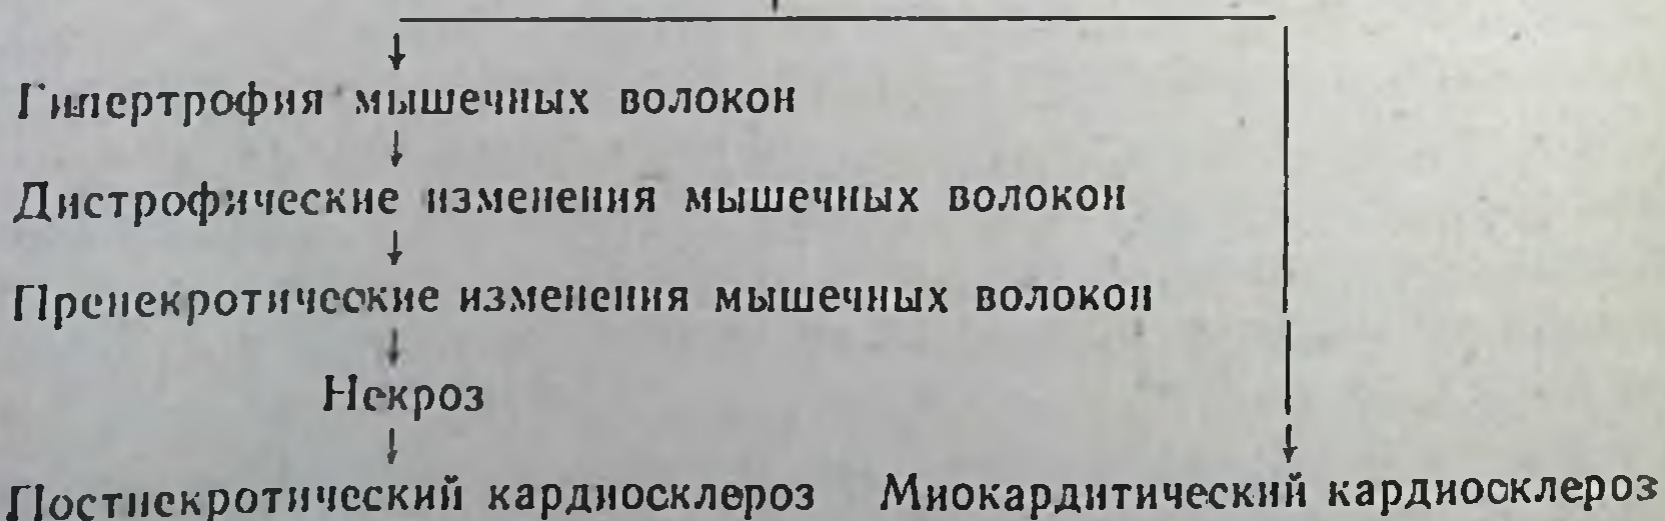 Гипертрофия мышечных волокон
Дистрофические изменения мышечных волокон
Пренекротические изменения мышечных волокон
Некроз
Постнекротический кардиосклероз Миокардитический кардиосклероз